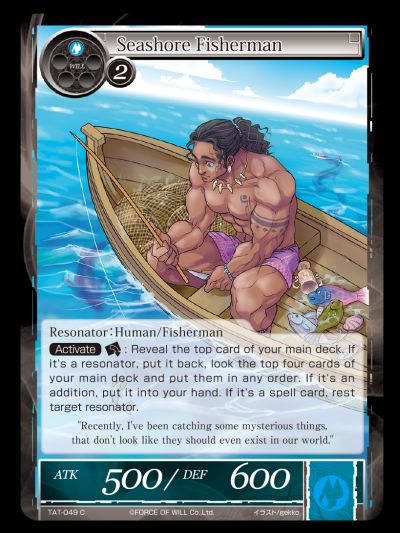 Seashore Fisherman
WILL
2
Resonator：Human/Fisherman
Activate : Reveal the top card of your main deck. If
it's a resonator, put it back, look the top four cards of
your main deck and put them in any order. If it's an
addition, put it into your hand. If it's a spell card, rest
target resonator.
"Recently, I've been catching some mysterious things,
that don't look like they should even exist in our world."
ATK 500/ DEF 600
TAT-049 C ©FORCE OF WILL Co.,Ltd. イラスト/gekko